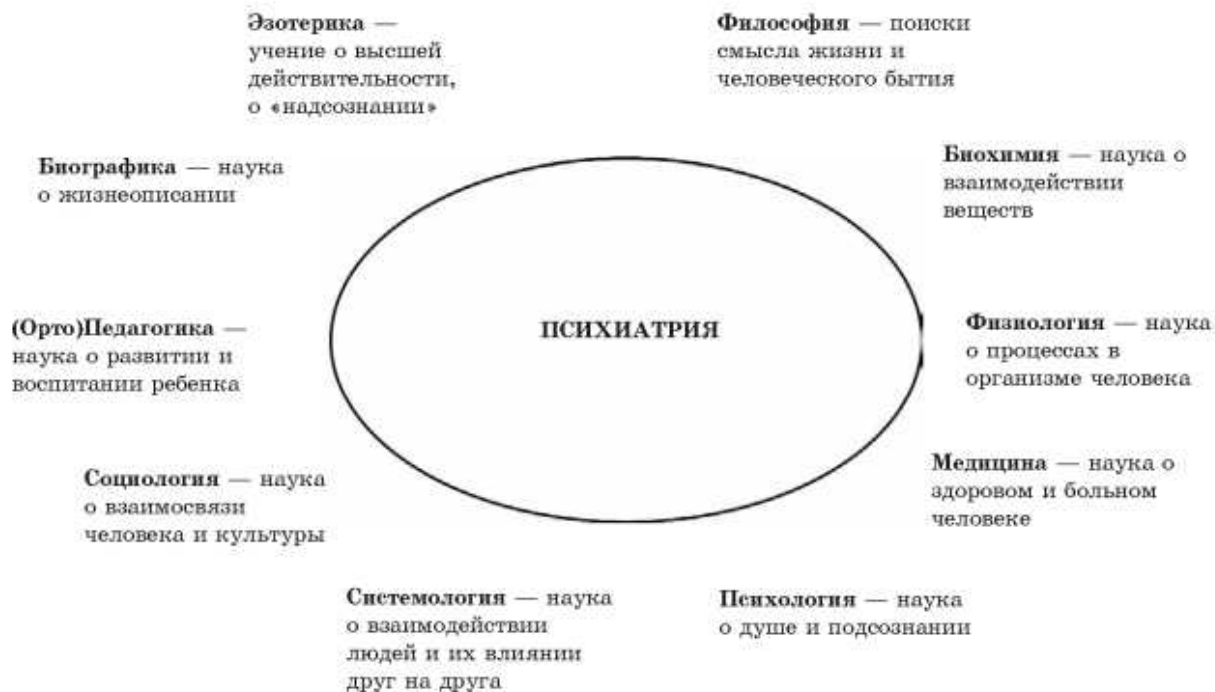 Эзотерика —
учение о высшей
действительности,
о «надсознании»
Философия — поиски
смысла жизни и
человеческого бытия
Биографика — наука
о жизнеописании
Биохимия — наука о
взаимодействии
веществ
(Орто)Педагогика —
наука о развитии и
воспитании ребенка
ПСИХИАТРИЯ
Физиология — наука
о процессах в
организме человека
Социология — наука
о взаимосвязи
человека и культуры
Медицина — наука о
здоровом и больном
человеке
Системология — наука
о взаимодействии
людей и их влиянии
друг на друга
Психология — наука
о душе и подсознании